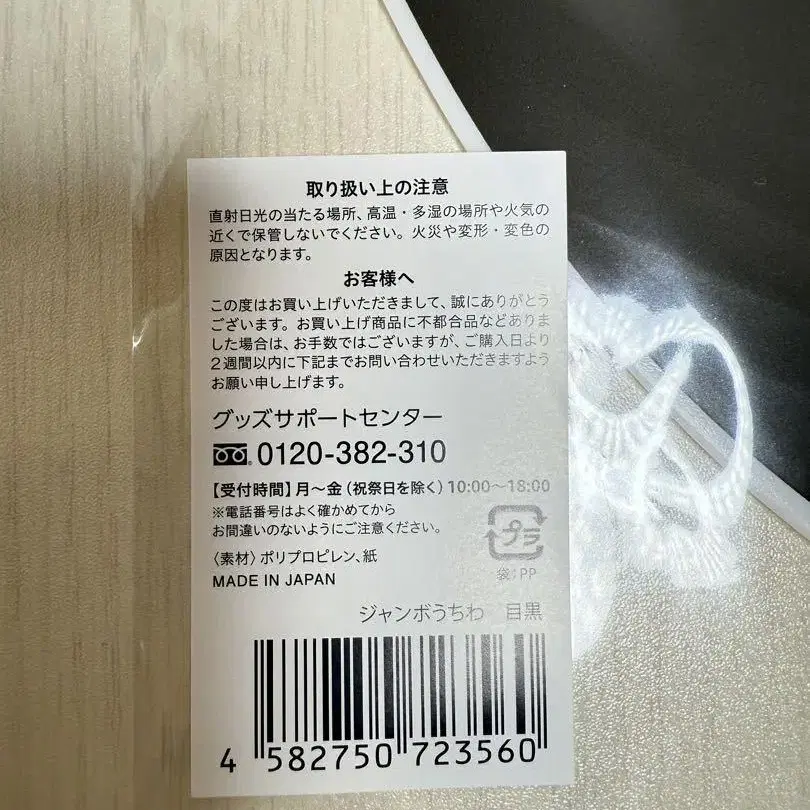 取り扱い上の注意
直射日光の当たる場所、高温・多湿の場所や火気の
近くで保管しないでください。火災や変形・変色の
原因となります。
お客様へ
この度はお買い上げいただきまして、誠にありがとう
ございます。お買い上げ商品に不都合品などありま
した場合は、お手数ではございますが、ご購入日より
2週間以内に下記までお問い合わせいただきますよう
お願い申し上げます。
グッズサポートセンター
0120-382-310
【受付時間】月〜金（祝祭日を除く）10:00〜18:00
※電話番号はよく確かめてから
お間違いのないようにご注意ください。
プラ
袋:PP
〈素材〉ポリプロピレン、紙
MADE IN JAPAN
ジャンボうちわ 目黒
4 582750 723560